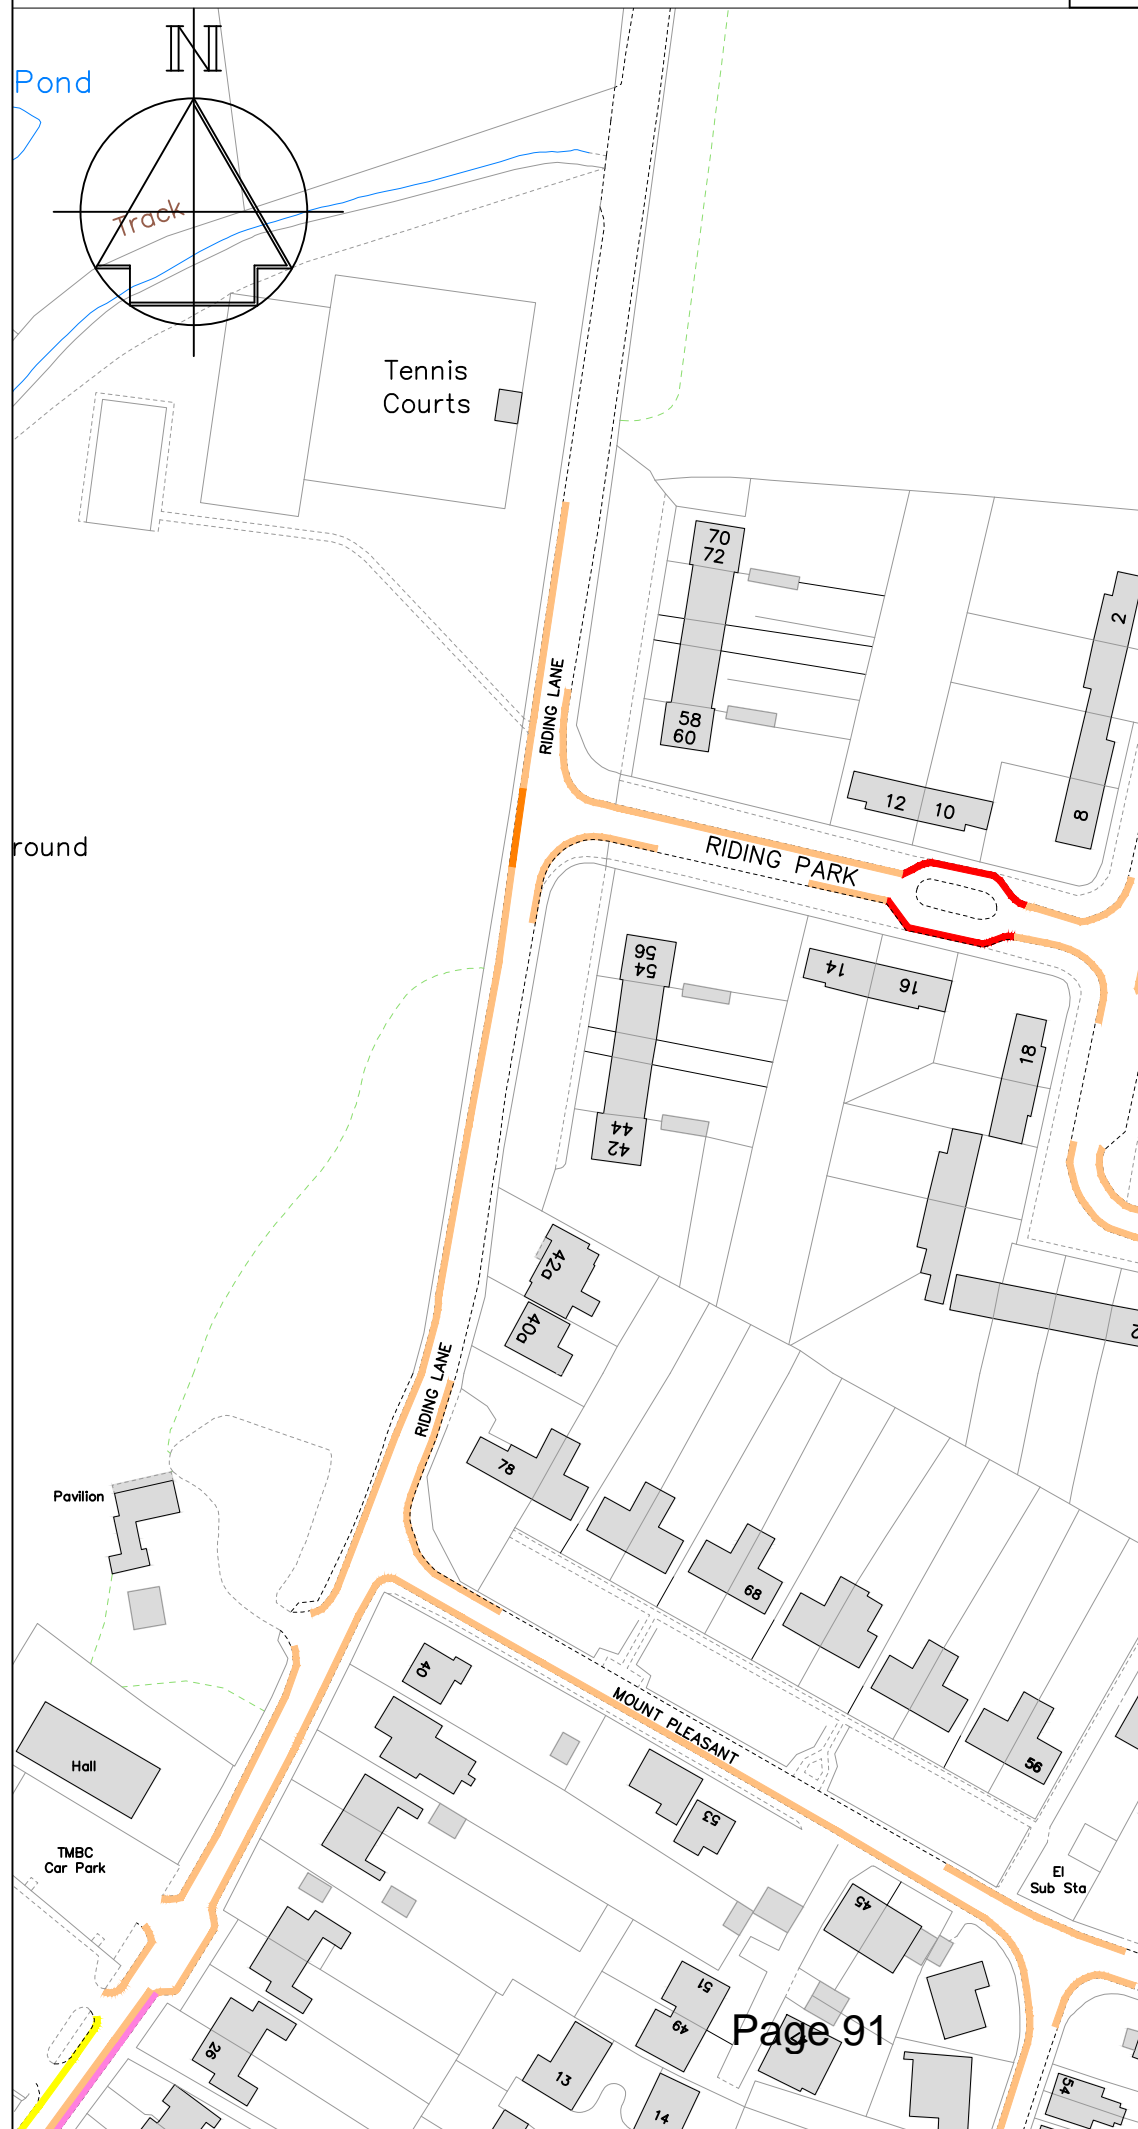 N
Pond
Track
Tennis
Courts
70
72
2
RIDING LANE
58
60
12
10
8
round
RIDING PARK
56
54
14
16
18
44
42
42a
40a
2
RIDING LANE
78
Pavilion
68
40
MOUNT PLEASANT
56
Hall
53
TMBC
Car Park
El
Sub Sta
45
51
49
Page 91
26
13
14
54